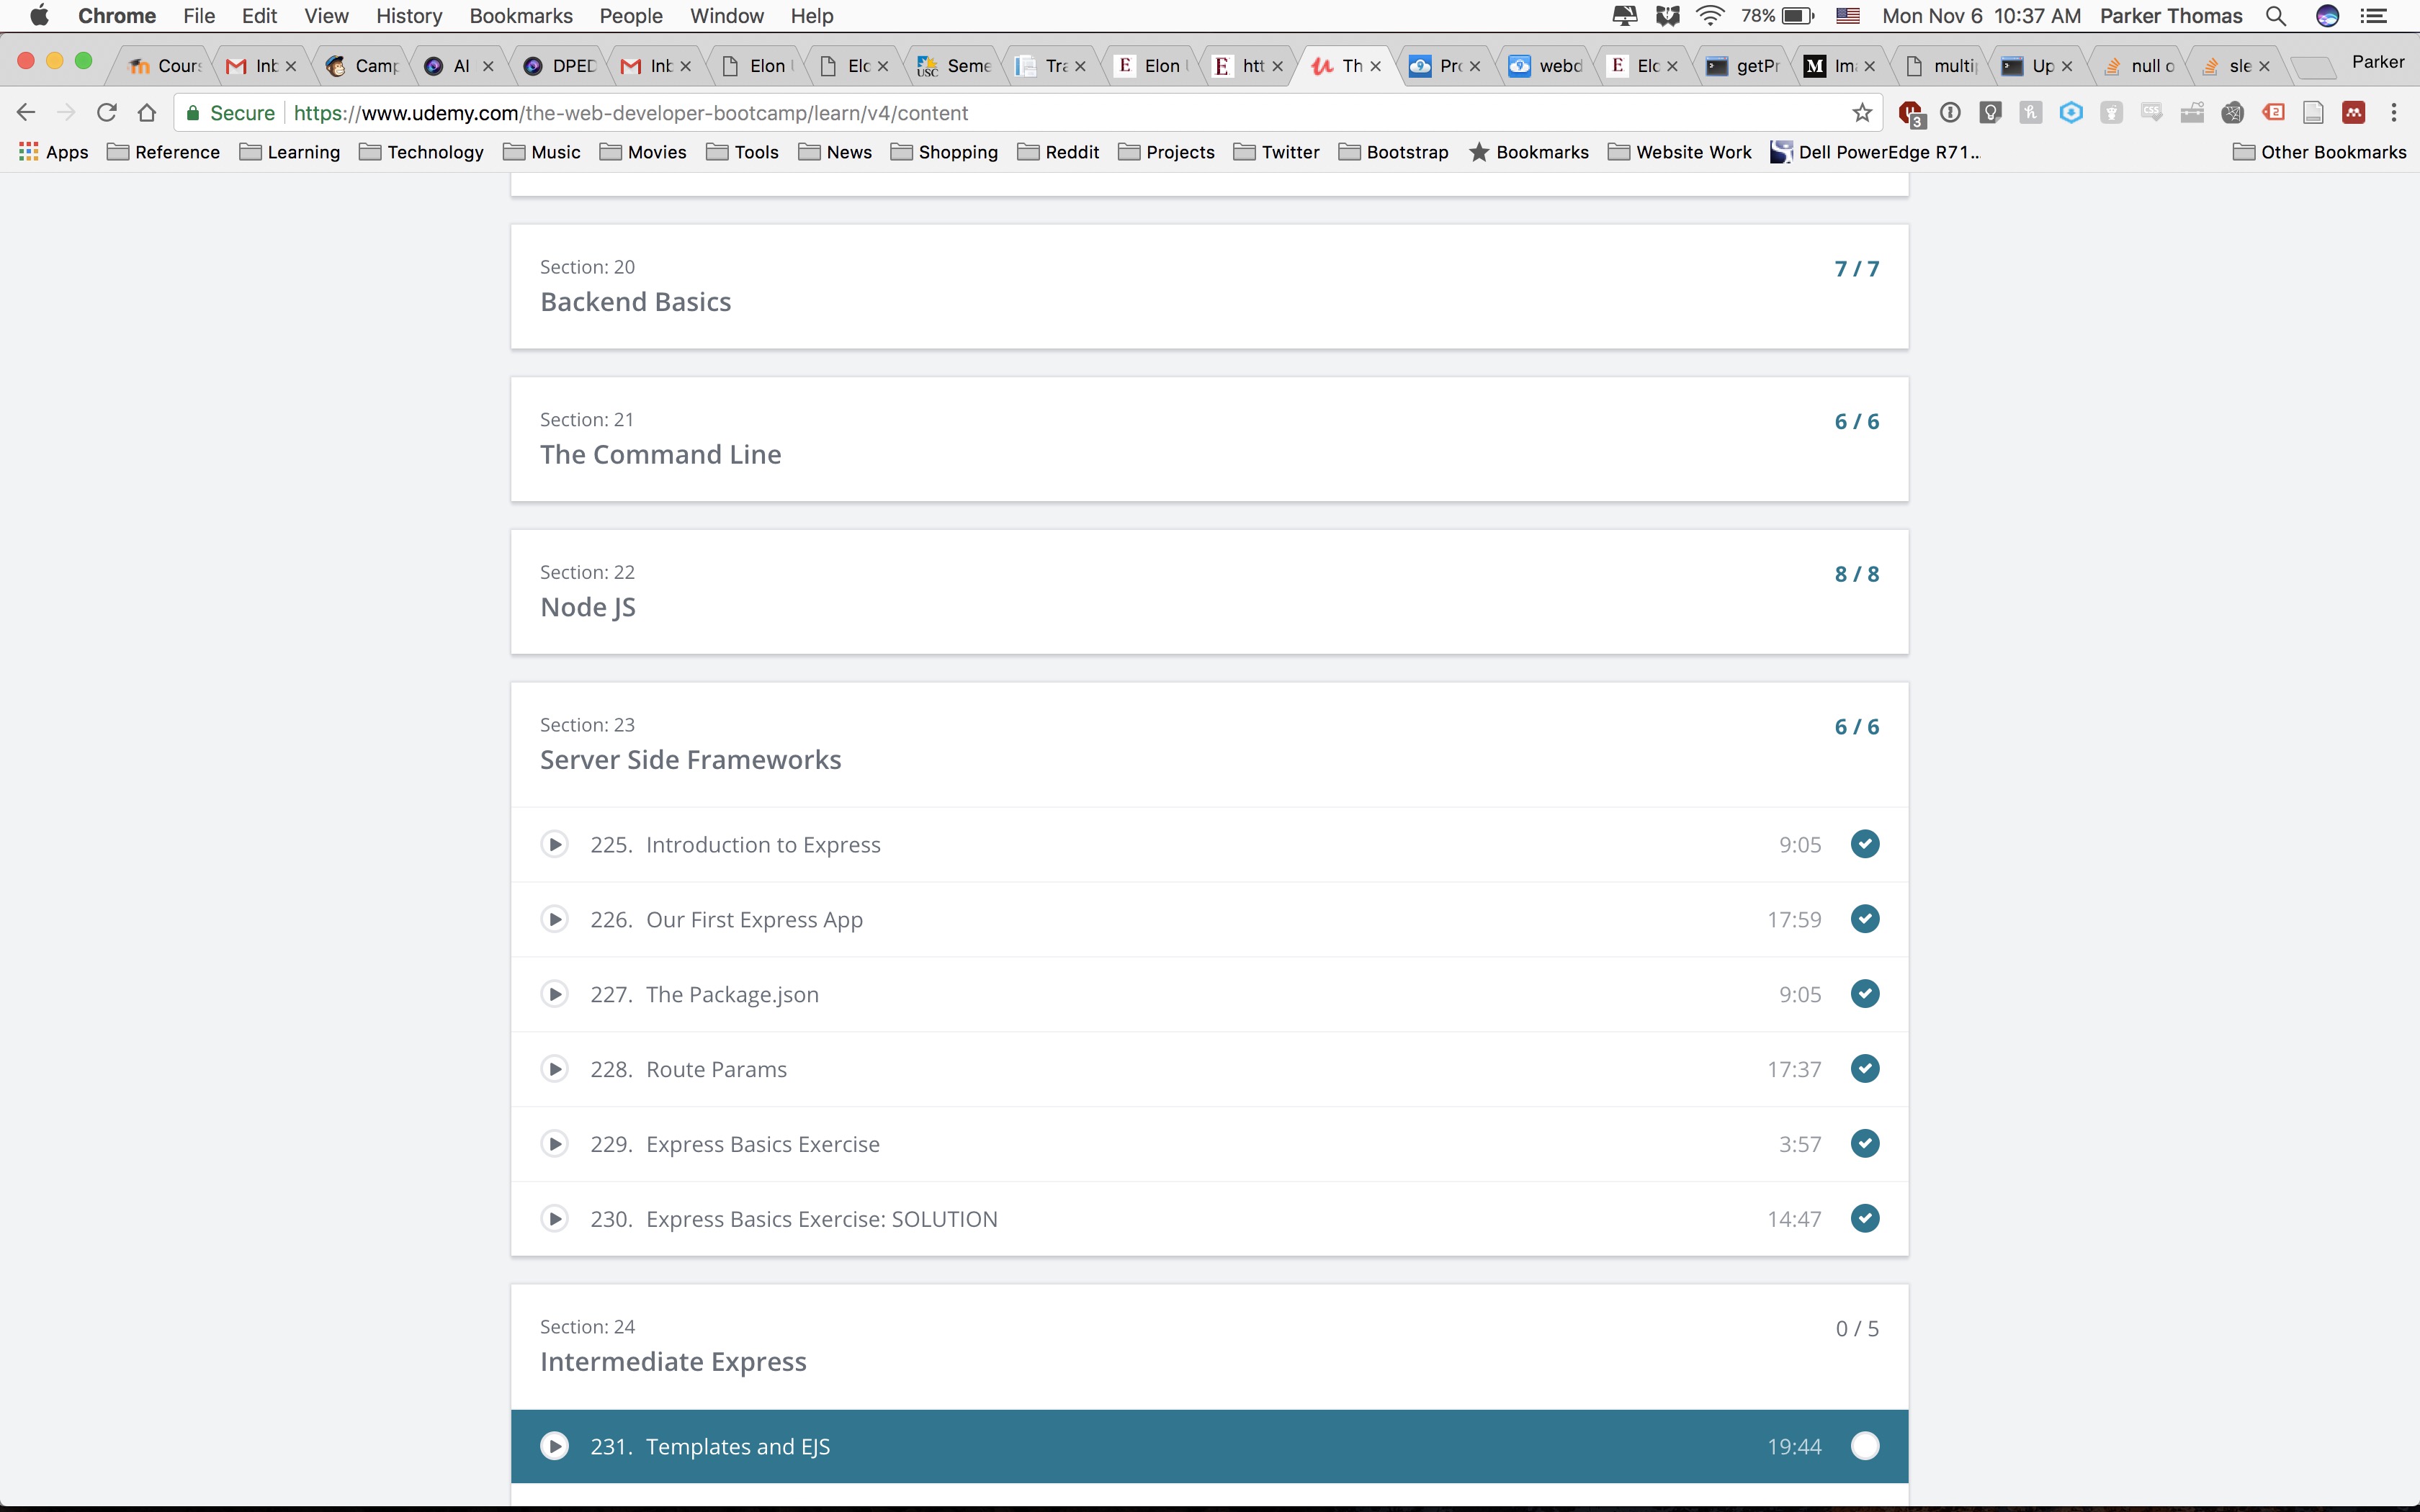 Chrome File Edit View History Bookmarks People Window Help 78% Mon Nov 6 10:37 AM Parker Thomas
Cour Inb Camp AI DPED Inb Elon Elc USC Seme Tra E Elon E htt Th Pro webd E Elc getPr M Im multi Up null o sle Parker
Secure https://www.udemy.com/the-web-developer-bootcamp/learn/v4/content 3 CSS 2
Apps Reference Learning Technology Music Movies Tools News Shopping Reddit Projects Twitter Bootstrap Bookmarks Website Work Dell PowerEdge R71... Other Bookmarks
Section: 20 7 / 7
Backend Basics
Section: 21 6 / 6
The Command Line
Section: 22 8 / 8
Node JS
Section: 23 6 / 6
Server Side Frameworks
225. Introduction to Express 9:05
226. Our First Express App 17:59
227. The Package.json 9:05
228. Route Params 17:37
229. Express Basics Exercise 3:57
230. Express Basics Exercise: SOLUTION 14:47
Section: 24 0 / 5
Intermediate Express
231. Templates and EJS 19:44